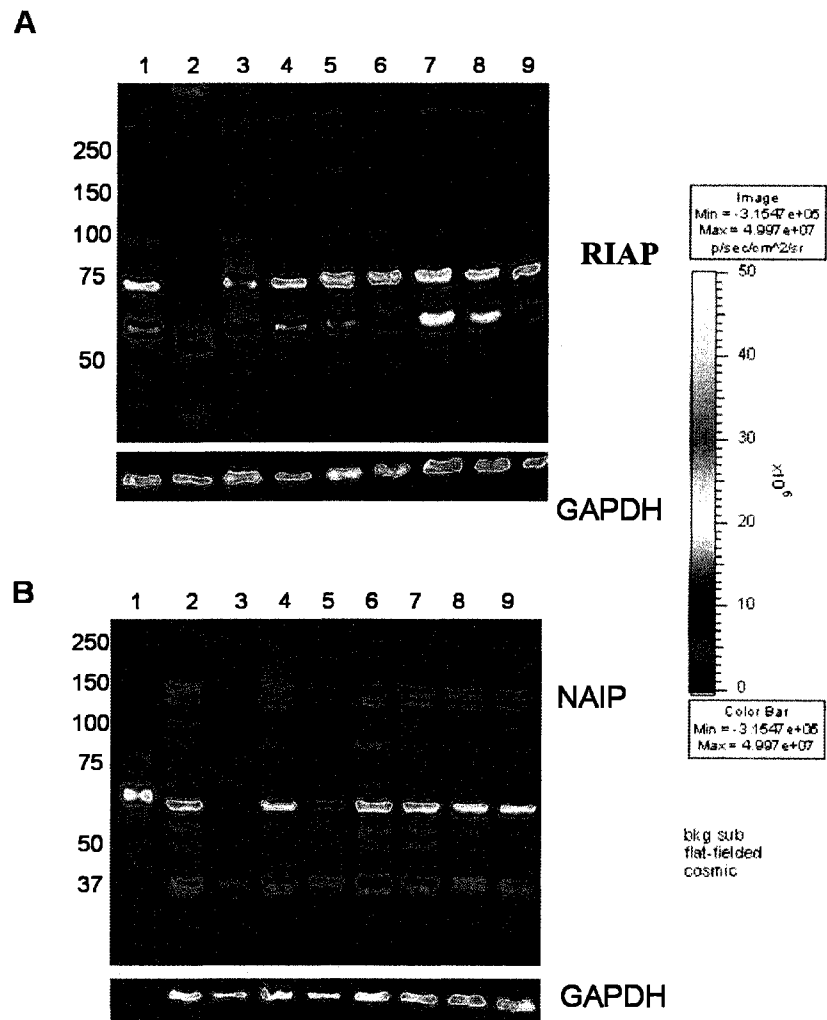 A
1 2 3 4 5 6 7 8 9
250
150
100
75
50
RIAP
GAPDH
Image
Min = -3.1547e+05
Max = 4.997e+07
p/sec/cm^2/sr
50
40
30
20
10
0
x10⁶
Color Bar
Min = -3.1547e+05
Max = 4.997e+07
bkg sub
flat-fielded
cosmic
B
1 2 3 4 5 6 7 8 9
250
150
100
75
50
37
NAIP
GAPDH